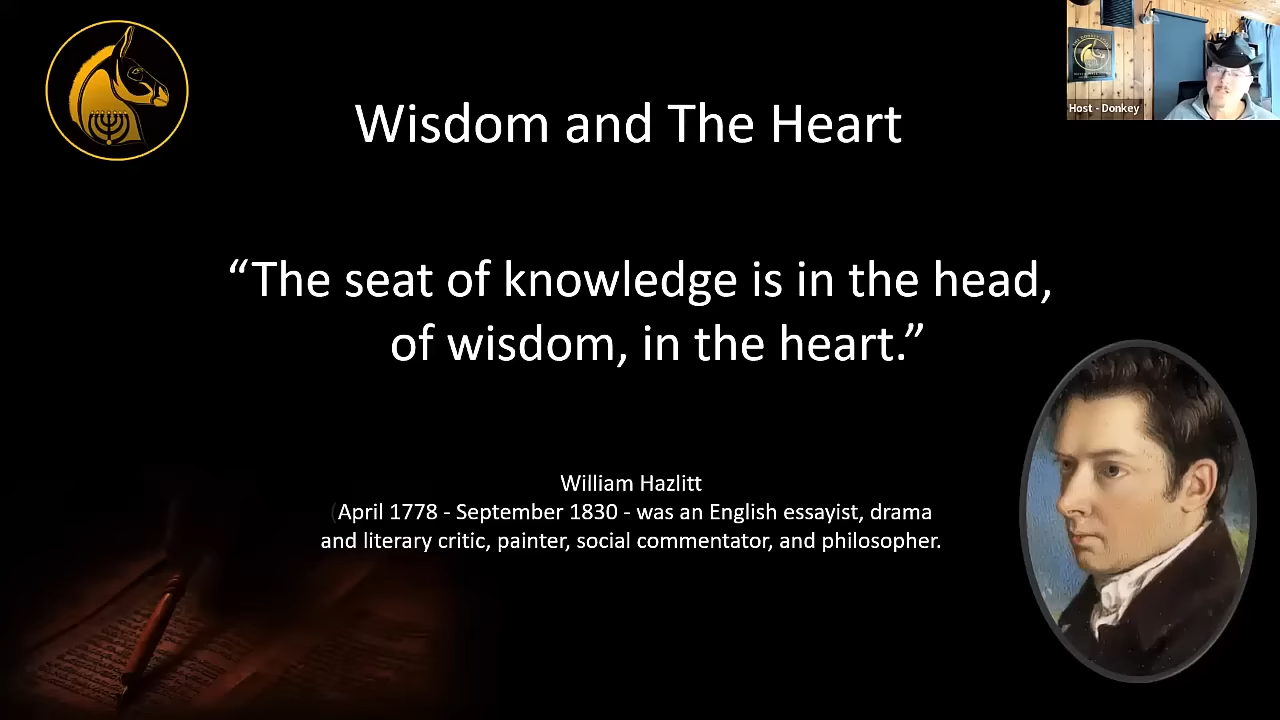 Wisdom and The Heart
Host - Donkey
“The seat of knowledge is in the head,
of wisdom, in the heart.”
William Hazlitt
(April 1778 - September 1830 - was an English essayist, drama
and literary critic, painter, social commentator, and philosopher.